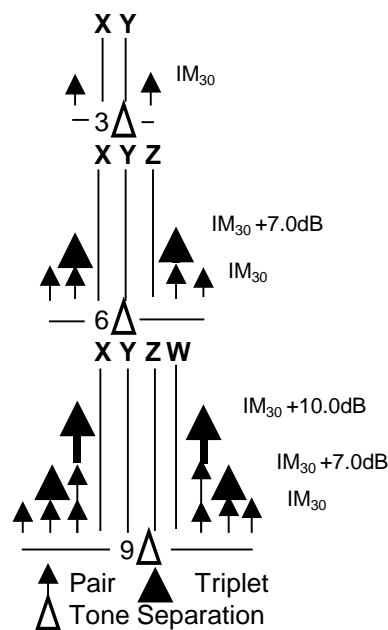 X Y
IM30
3
X Y Z
IM30 +7.0dB
IM30
6
X Y Z W
IM30 +10.0dB
IM30 +7.0dB
IM30
9
Pair Triplet
Tone Separation